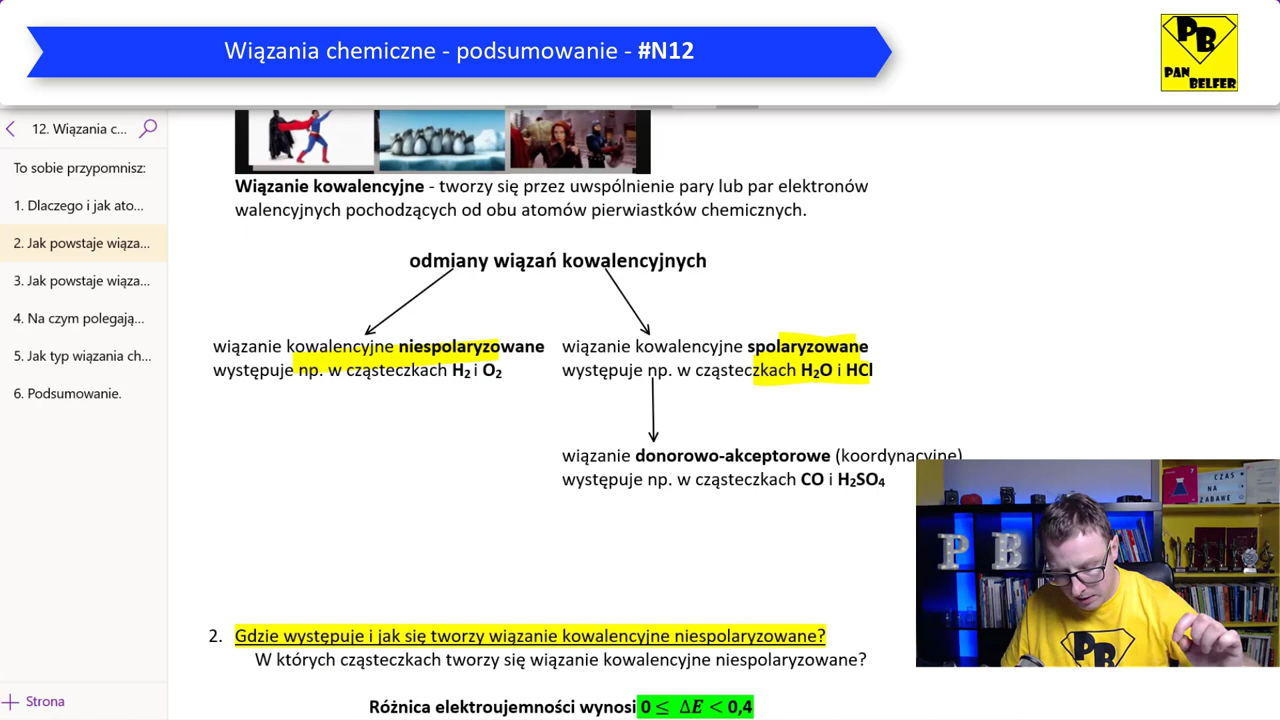 Wiązania chemiczne - podsumowanie - #N12
PB
PAN
BELFER
12. Wiązania c...
To sobie przypomnisz:
1. Dlaczego i jak ato...
2. Jak powstaje wiąza...
3. Jak powstaje wiąza...
4. Na czym polegają...
5. Jak typ wiązania ch...
6. Podsumowanie.
Strona
Wiązanie kowalencyjne - tworzy się przez uwspólnienie pary lub par elektronów
walencyjnych pochodzących od obu atomów pierwiastków chemicznych.
odmiany wiązań kowalencyjnych
wiązanie kowalencyjne niespolaryzowane
występuje np. w cząsteczkach H₂ i O₂
wiązanie kowalencyjne spolaryzowane
występuje np. w cząsteczkach H₂O i HCl
wiązanie donorowo-akceptorowe (koordynacyjne)
występuje np. w cząsteczkach CO i H₂SO₄
2. Gdzie występuje i jak się tworzy wiązanie kowalencyjne niespolaryzowane?
W których cząsteczkach tworzy się wiązanie kowalencyjne niespolaryzowane?
Różnica elektroujemności wynosi 0 ≤ ΔE < 0,4
CZAS
NA
P B
PB